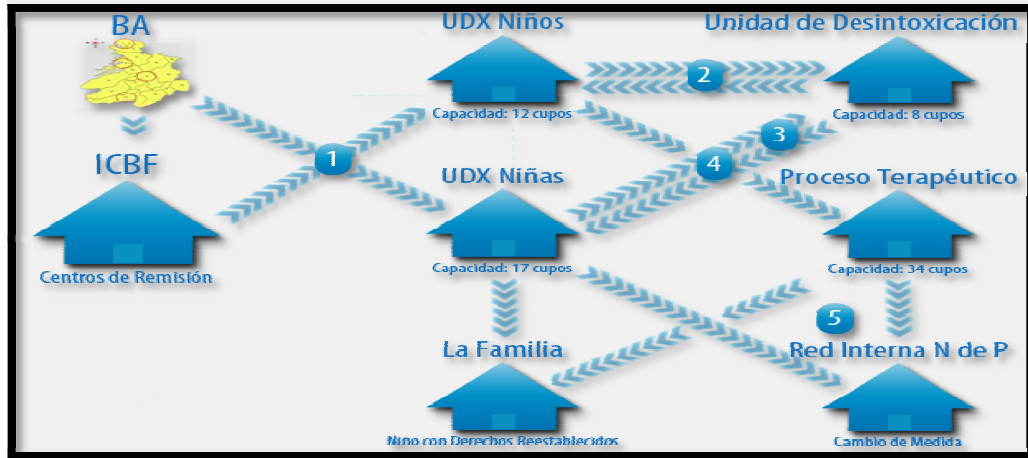 BA
UDX Niños
Unidad de Desintoxicación
2
Capacidad: 12 cupos
Capacidad: 8 cupos
3
1
4
ICBF
UDX Niñas
Proceso Terapéutico
Centros de Remisión
Capacidad: 17 cupos
Capacidad: 34 cupos
5
La Familia
Red Interna N de P
Nino con Derechos Reestablecidos
Cambio de Medida